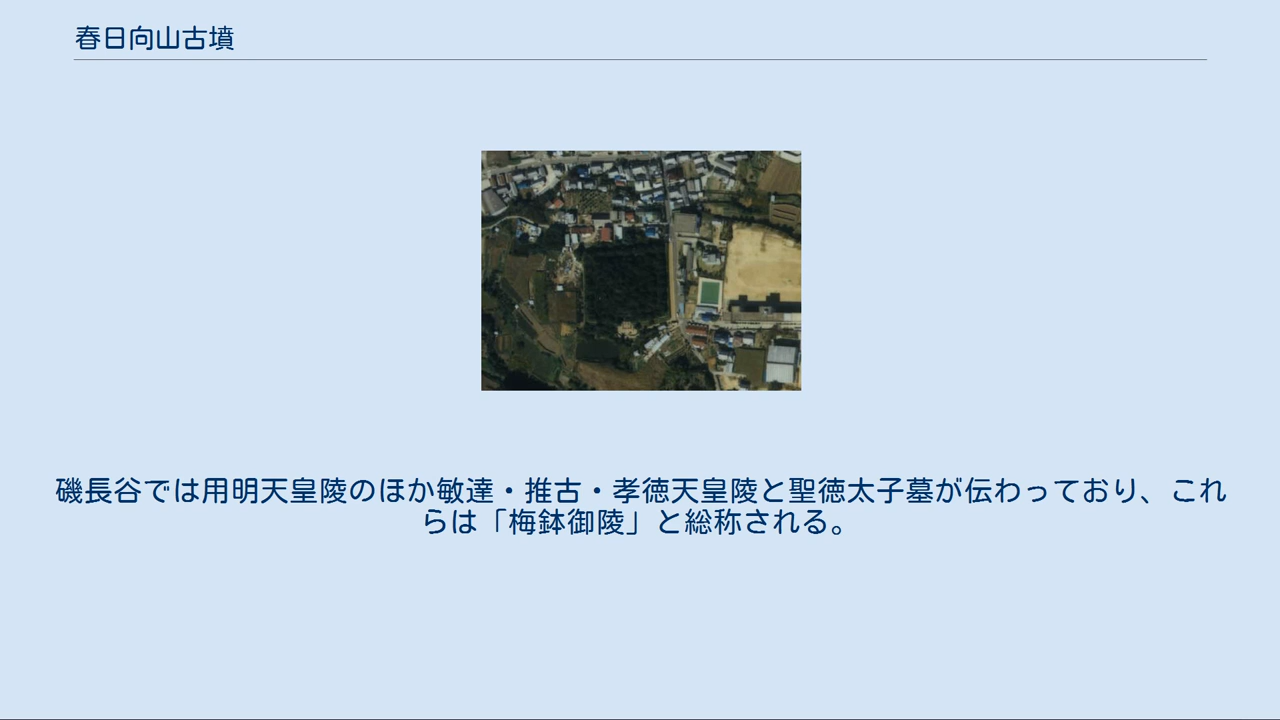 春日向山古墳
磯長谷では用明天皇陵のほか敏達・推古・孝徳天皇陵と聖徳太子墓が伝わっており、これ
らは「梅鉢御陵」と総称される。